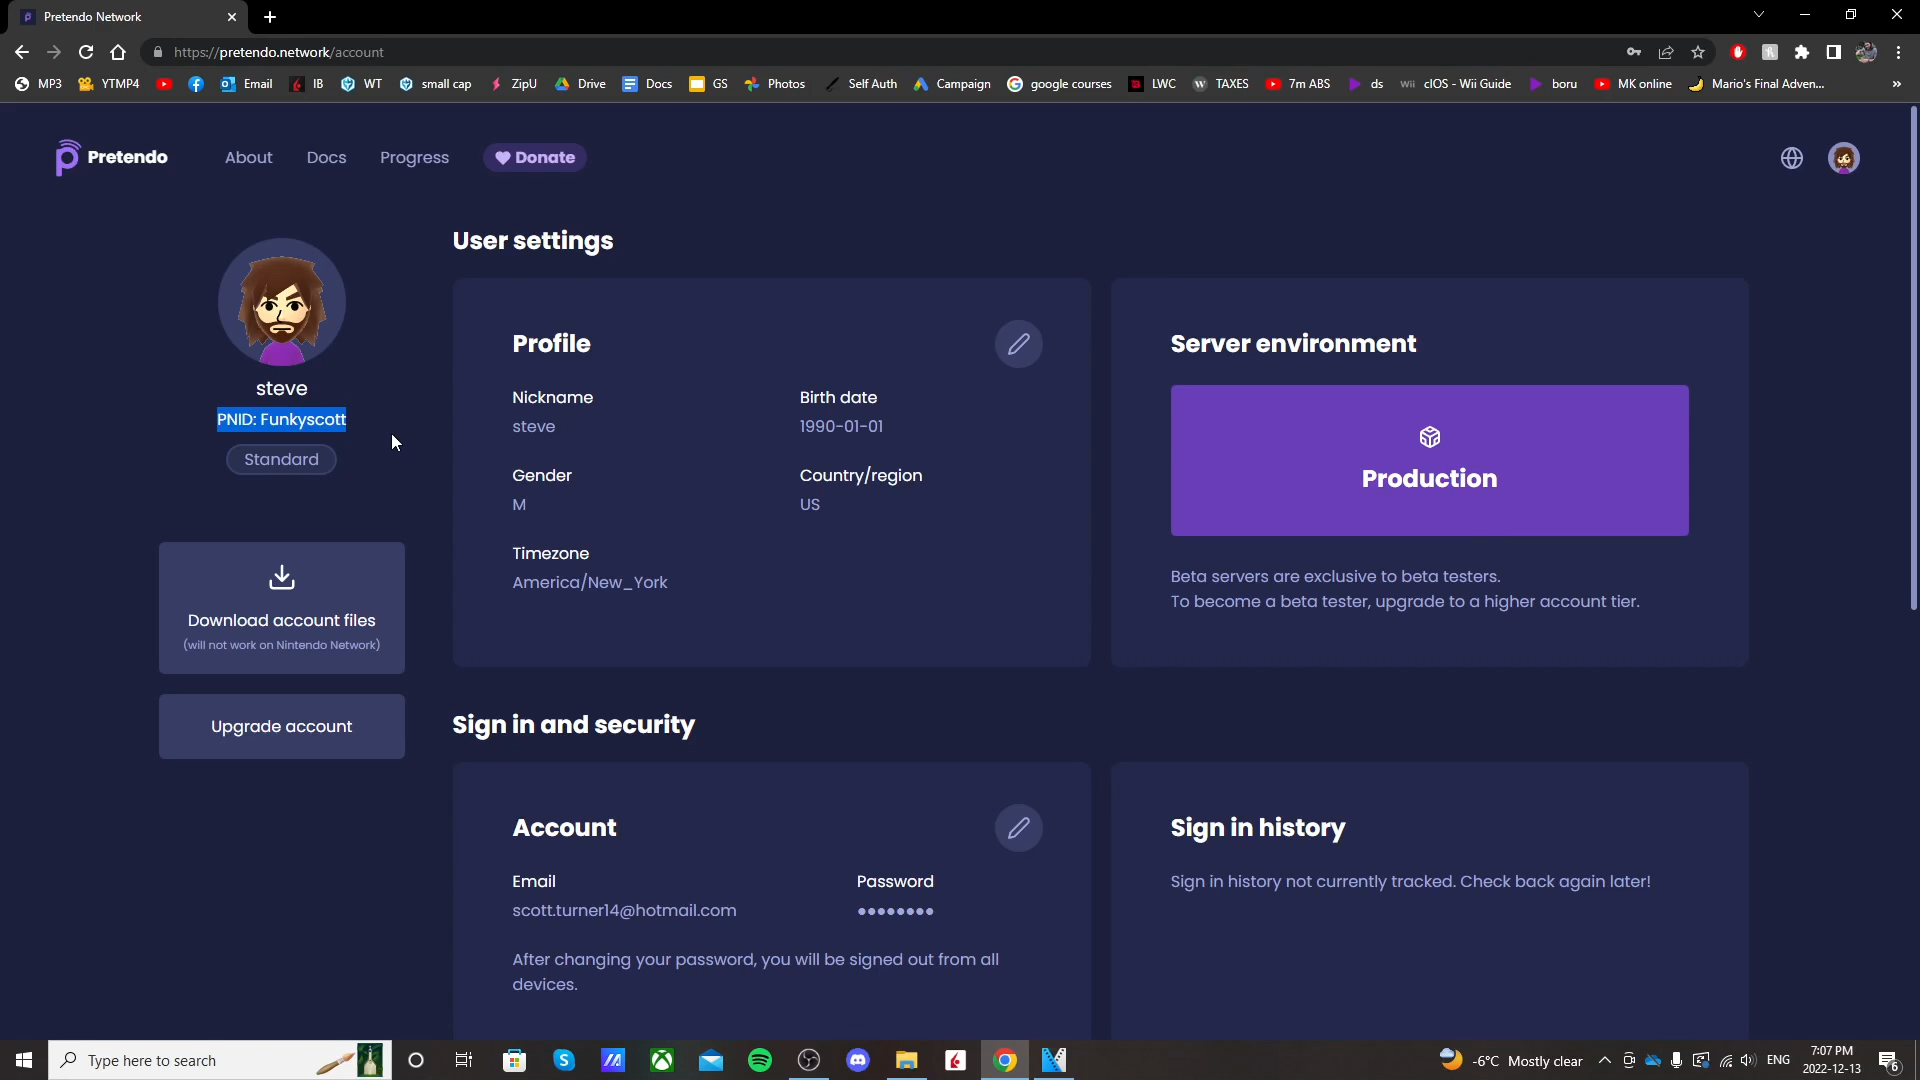 Pretendo Network
https://pretendo.network/account
MP3 YTMP4 Email IB WT small cap ZipU Drive Docs GS Photos Self Auth Campaign google courses LWC TAXES 7m ABS ds Wii cIOS - Wii Guide boru MK online Mario's Final Adven... »
Pretendo About Docs Progress Donate
User settings
steve
PNID: Funkyscott
Standard
Download account files
(will not work on Nintendo Network)
Upgrade account
Profile
Nickname
steve
Birth date
1990-01-01
Gender
M
Country/region
US
Timezone
America/New_York
Server environment
Production
Beta servers are exclusive to beta testers.
To become a beta tester, upgrade to a higher account tier.
Sign in and security
Account
Email
scott.turner14@hotmail.com
Password
••••••••
After changing your password, you will be signed out from all
devices.
Sign in history
Sign in history not currently tracked. Check back again later!
Type here to search
-6°C Mostly clear
ENG
7:07 PM
2022-12-13
6